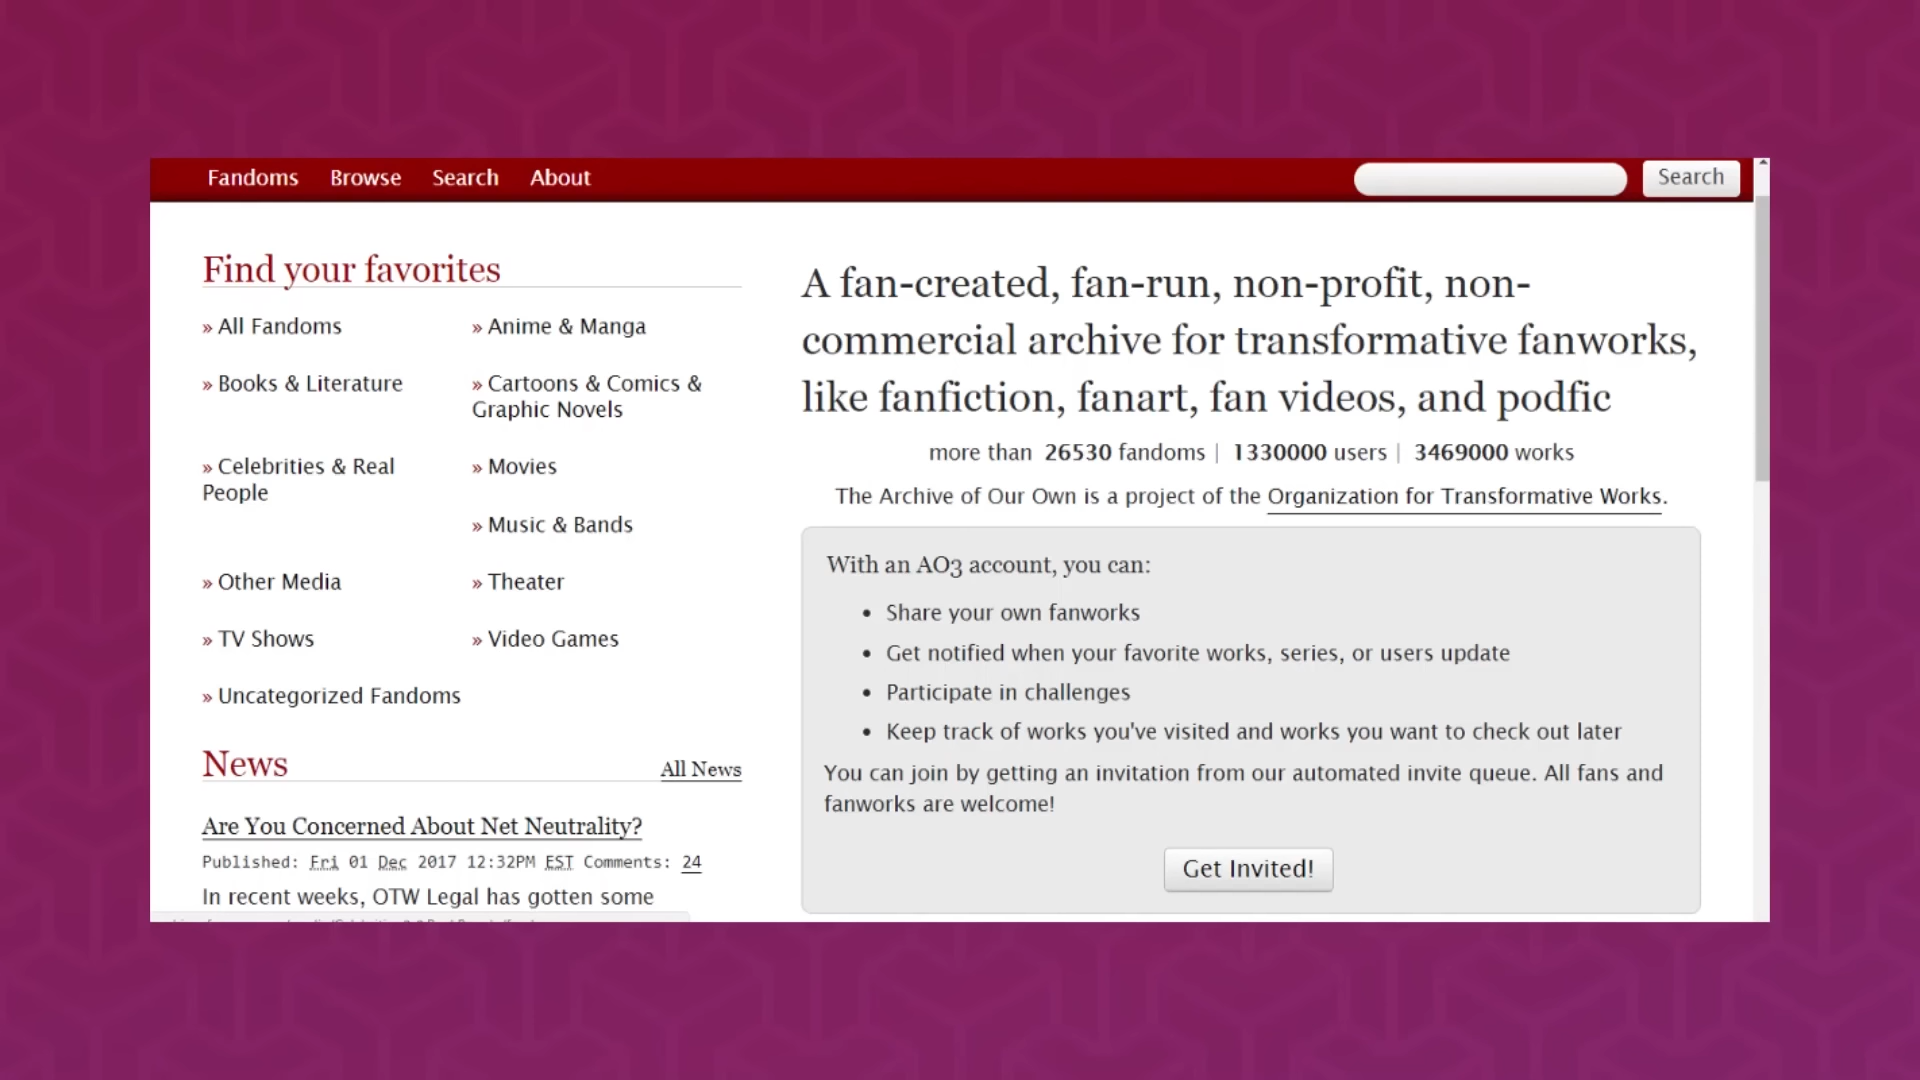 Fandoms Browse Search About Search
Find your favorites
» All Fandoms
» Anime & Manga
» Books & Literature
» Cartoons & Comics &
Graphic Novels
» Celebrities & Real
People
» Movies
» Music & Bands
» Other Media
» Theater
» TV Shows
» Video Games
» Uncategorized Fandoms
News
All News
Are You Concerned About Net Neutrality?
Published: Fri 01 Dec 2017 12:32PM EST Comments: 24
In recent weeks, OTW Legal has gotten some
A fan-created, fan-run, non-profit, non-
commercial archive for transformative fanworks,
like fanfiction, fanart, fan videos, and podfic
more than 26530 fandoms | 1330000 users | 3469000 works
The Archive of Our Own is a project of the Organization for Transformative Works.
With an AO3 account, you can:
• Share your own fanworks
• Get notified when your favorite works, series, or users update
• Participate in challenges
• Keep track of works you've visited and works you want to check out later
You can join by getting an invitation from our automated invite queue. All fans and
fanworks are welcome!
Get Invited!